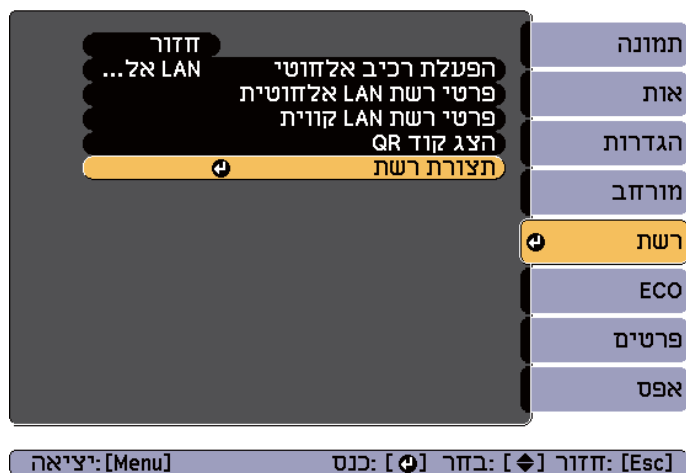 תמונה
אות
הגדרות
מורחב
רשת
ECO
פרטים
אפס
חזור
הפעלת רכיב אלחוטי LAN אל...
פרטי רשת LAN אלחוטית
פרטי רשת LAN קווית
הצג קוד QR
תצורת רשת
[Esc] :חזור [◆] :בחר [⏎] :כנס [Menu] :יציאה